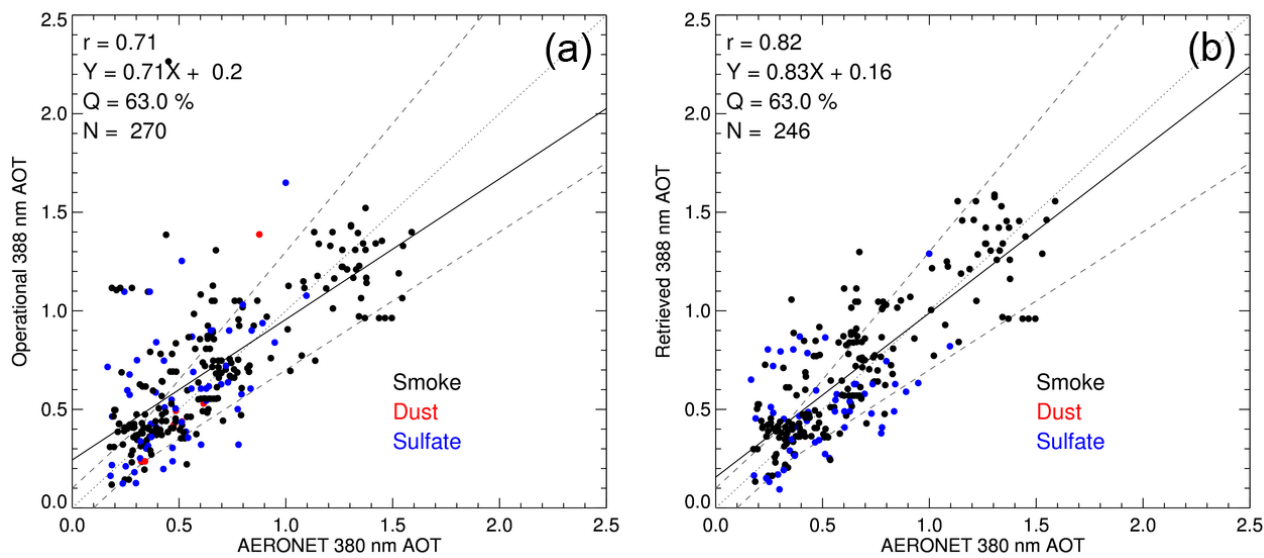 2.5
r = 0.71
Y = 0.71X + 0.2
Q = 63.0 %
N = 270
(a)
2.0
1.5
1.0
0.5
0.0
Operational 388 nm AOT
Smoke
Dust
Sulfate
0.0 0.5 1.0 1.5 2.0 2.5
AERONET 380 nm AOT
2.5
r = 0.82
Y = 0.83X + 0.16
Q = 63.0 %
N = 246
(b)
2.0
1.5
1.0
0.5
0.0
Retrieved 388 nm AOT
Smoke
Dust
Sulfate
0.0 0.5 1.0 1.5 2.0 2.5
AERONET 380 nm AOT